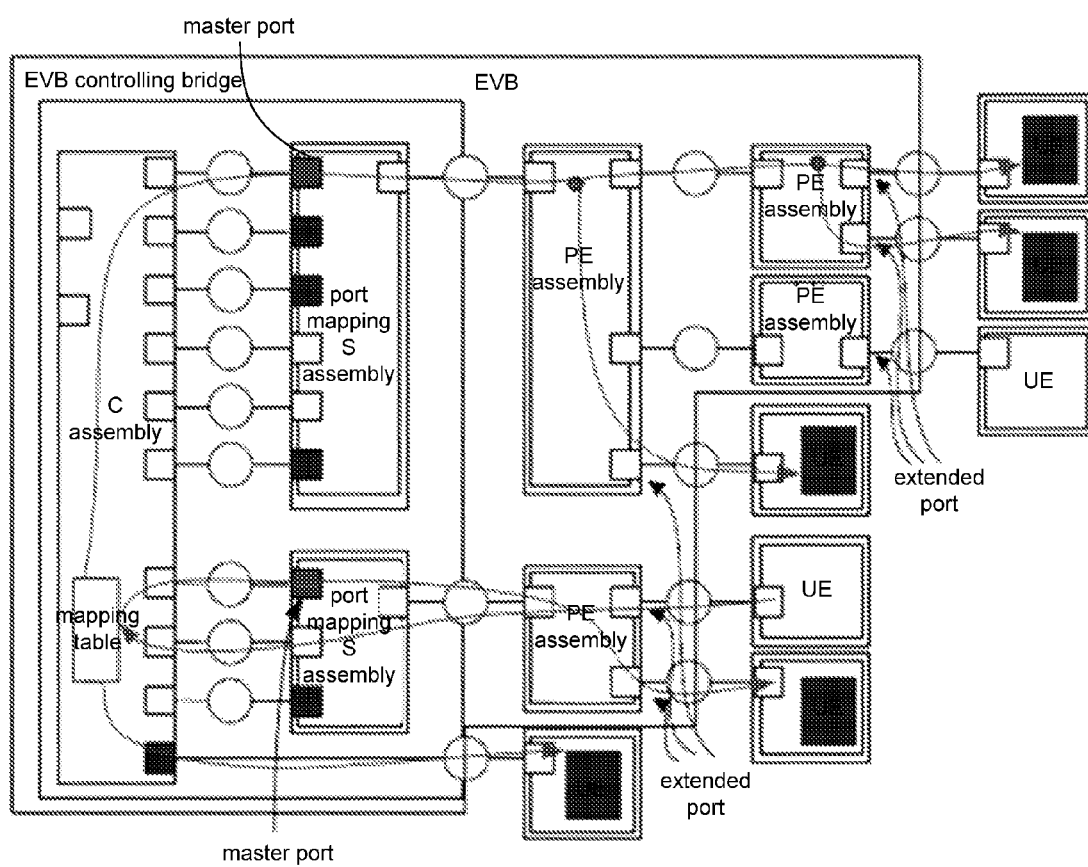 master port
EVB controlling bridge
EVB
PE
assembly
PE
assembly
PE
assembly
port
mapping
S
assembly
C
assembly
UE
extended
port
mapping
table
port
mapping
S
assembly
PE
assembly
UE
extended
port
master port